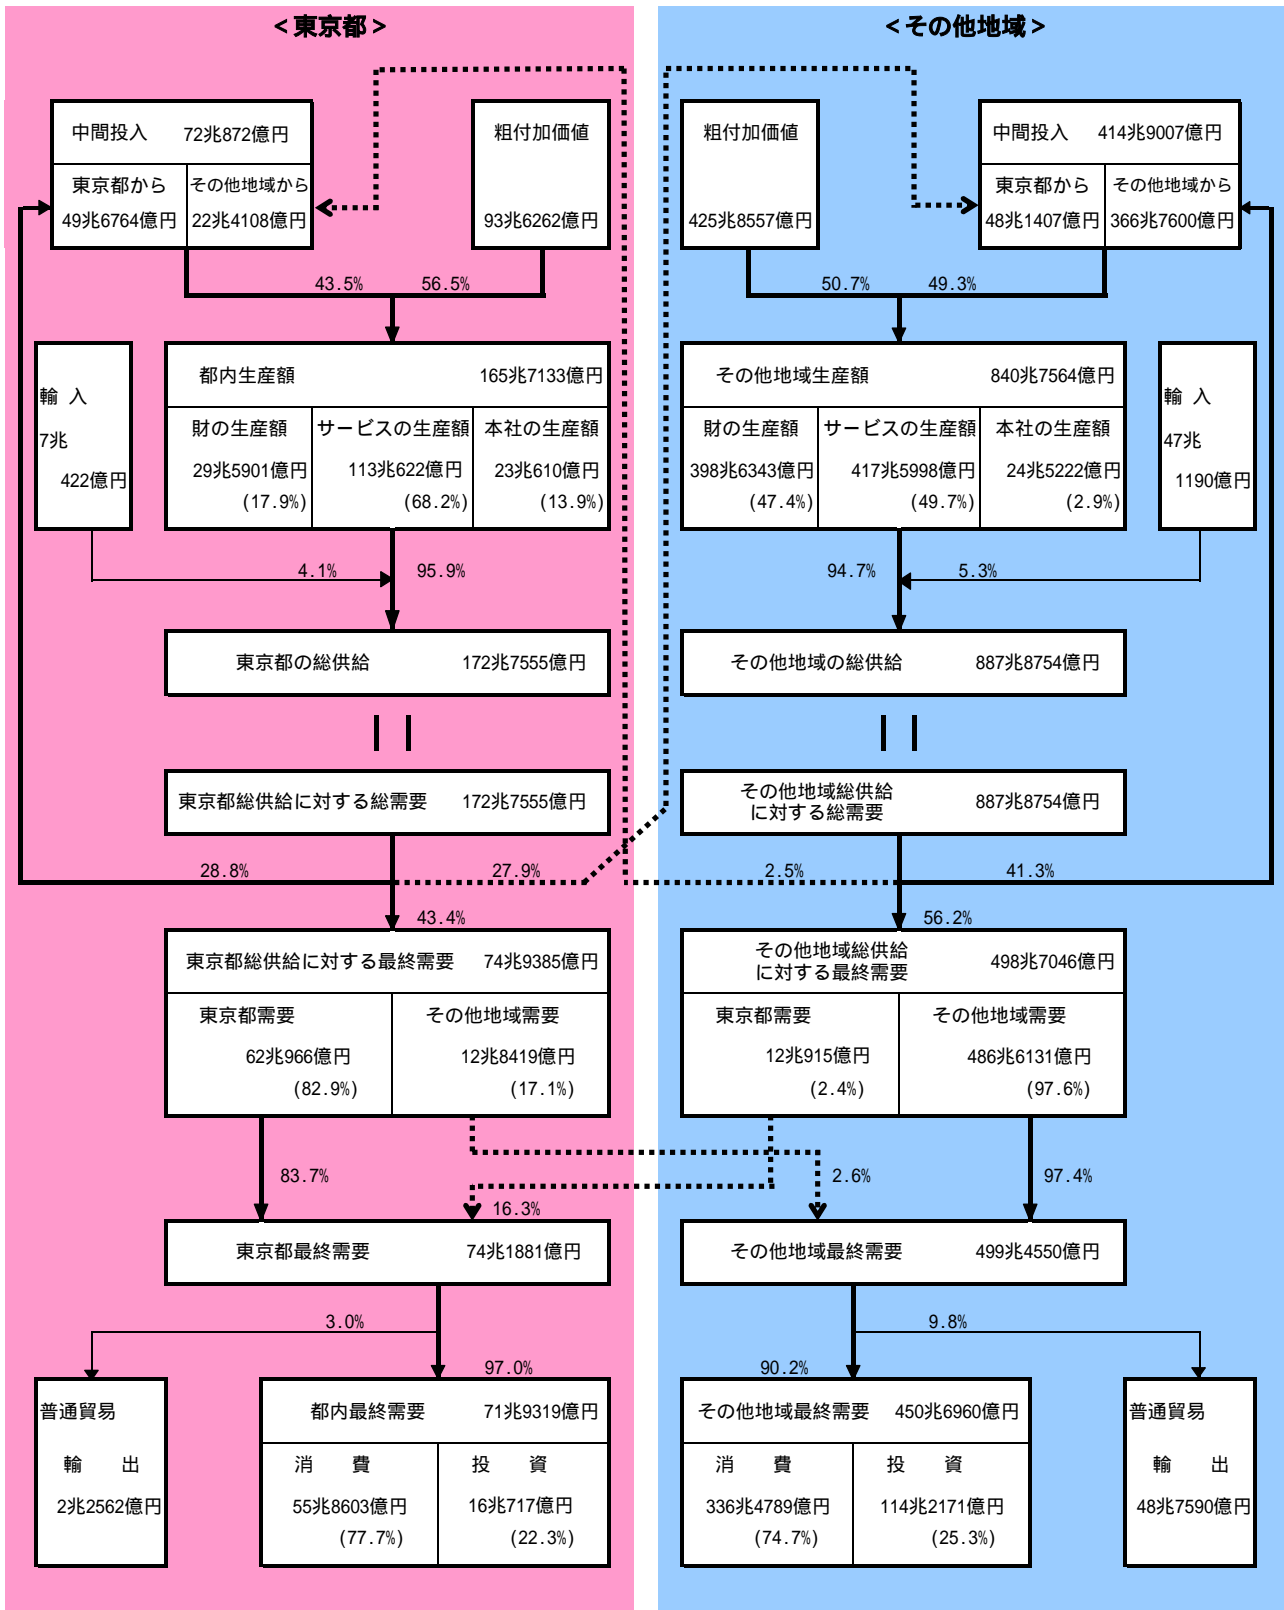 ＜東京都＞
中間投入 72兆872億円
東京都から その他地域から
49兆6764億円 22兆4108億円
粗付加価値
93兆6262億円
43.5% 56.5%
輸 入
7兆
422億円
都内生産額 165兆7133億円
財の生産額 サービスの生産額 本社の生産額
29兆5901億円 113兆622億円 23兆610億円
(17.9%) (68.2%) (13.9%)
4.1% 95.9%
東京都の総供給 172兆7555億円
東京都総供給に対する総需要 172兆7555億円
28.8% 27.9%
43.4%
東京都総供給に対する最終需要 74兆9385億円
東京都需要 その他地域需要
62兆966億円 12兆8419億円
(82.9%) (17.1%)
83.7%
16.3%
東京都最終需要 74兆1881億円
3.0%
97.0%
普通貿易
輸 出
2兆2562億円
都内最終需要 71兆9319億円
消 費 投 資
55兆8603億円 16兆717億円
(77.7%) (22.3%)
＜その他地域＞
粗付加価値
425兆8557億円
中間投入 414兆9007億円
東京都から その他地域から
48兆1407億円 366兆7600億円
50.7% 49.3%
その他地域生産額 840兆7564億円
財の生産額 サービスの生産額 本社の生産額
398兆6343億円 417兆5998億円 24兆5222億円
(47.4%) (49.7%) (2.9%)
輸 入
47兆
1190億円
94.7% 5.3%
その他地域の総供給 887兆8754億円
その他地域総供給
に対する総需要 887兆8754億円
2.5% 41.3%
56.2%
その他地域総供給
に対する最終需要 498兆7046億円
東京都需要 その他地域需要
12兆915億円 486兆6131億円
(2.4%) (97.6%)
2.6% 97.4%
その他地域最終需要 499兆4550億円
9.8%
90.2%
その他地域最終需要 450兆6960億円
消 費 投 資
336兆4789億円 114兆2171億円
(74.7%) (25.3%)
普通貿易
輸 出
48兆7590億円